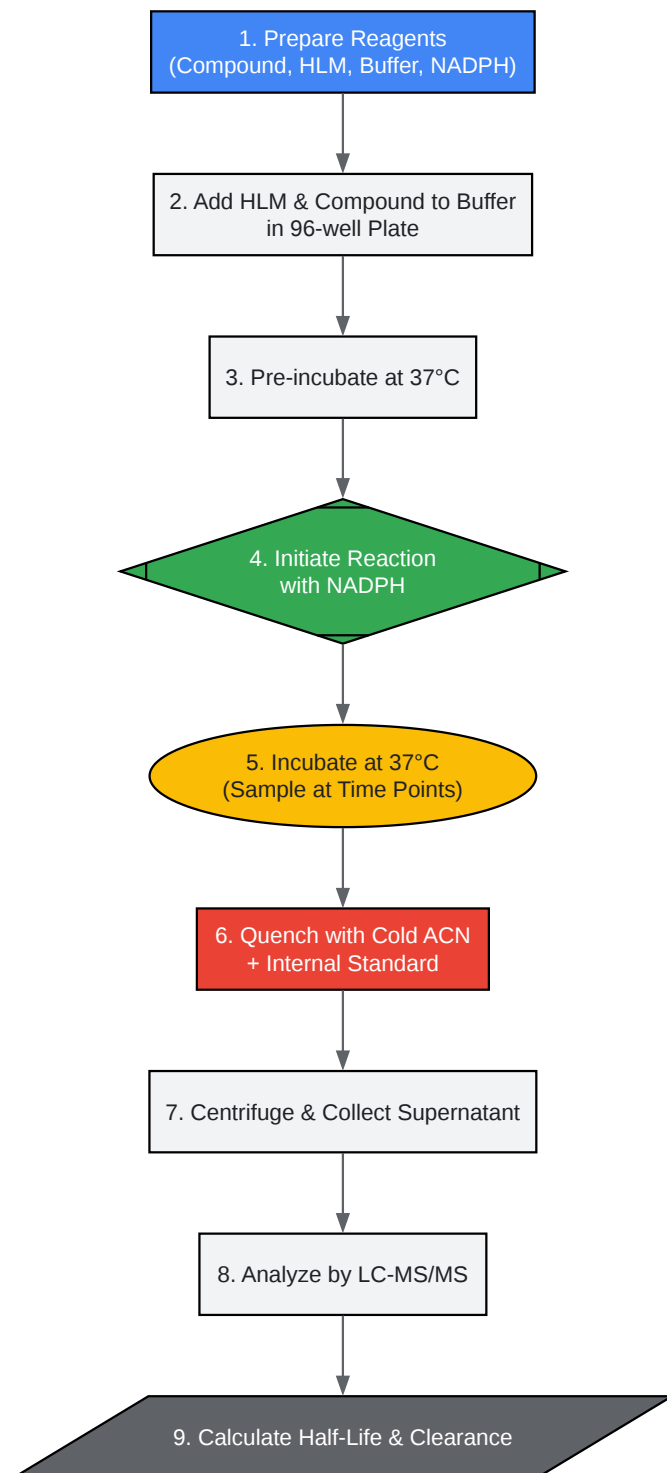 1. Prepare Reagents
(Compound, HLM, Buffer, NADPH)
2. Add HLM & Compound to Buffer
in 96-well Plate
3. Pre-incubate at 37°C
4. Initiate Reaction
with NADPH
5. Incubate at 37°C
(Sample at Time Points)
6. Quench with Cold ACN
+ Internal Standard
7. Centrifuge & Collect Supernatant
8. Analyze by LC-MS/MS
9. Calculate Half-Life & Clearance